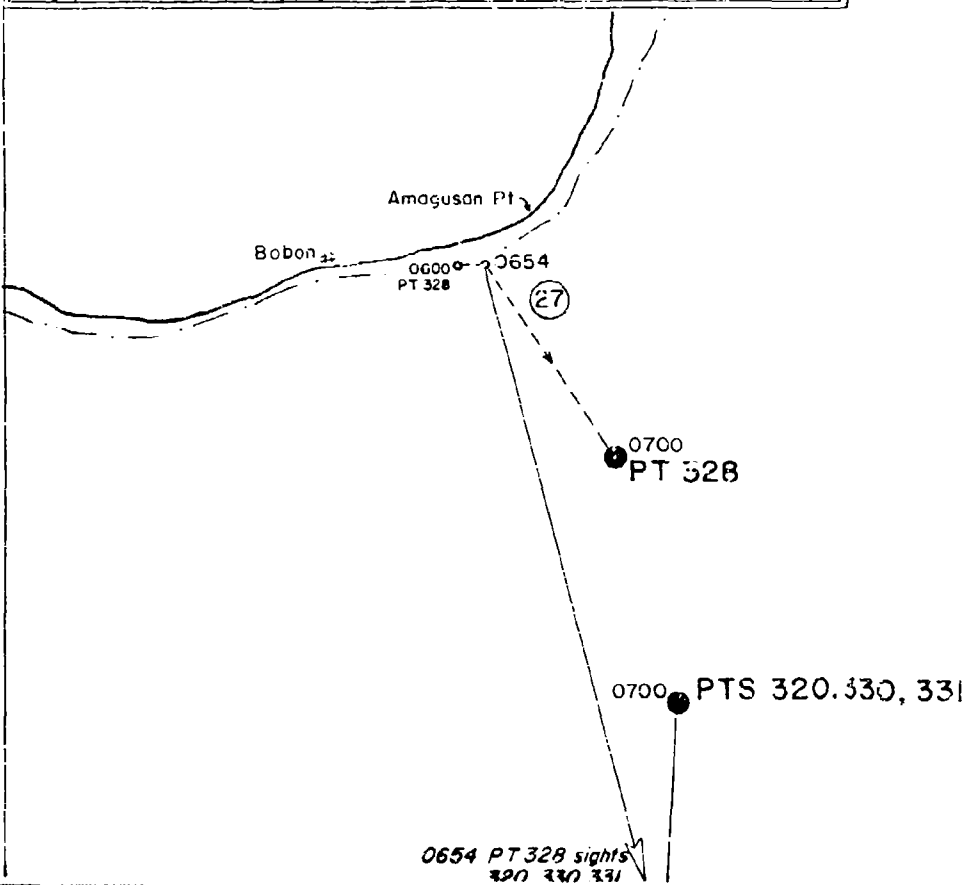 Amagusan Pt
Bobon
0600
PT 328
0654
27
0700
PT 328
0700 PTS 320.330, 331
0654 PT 328 sights
320 330 331